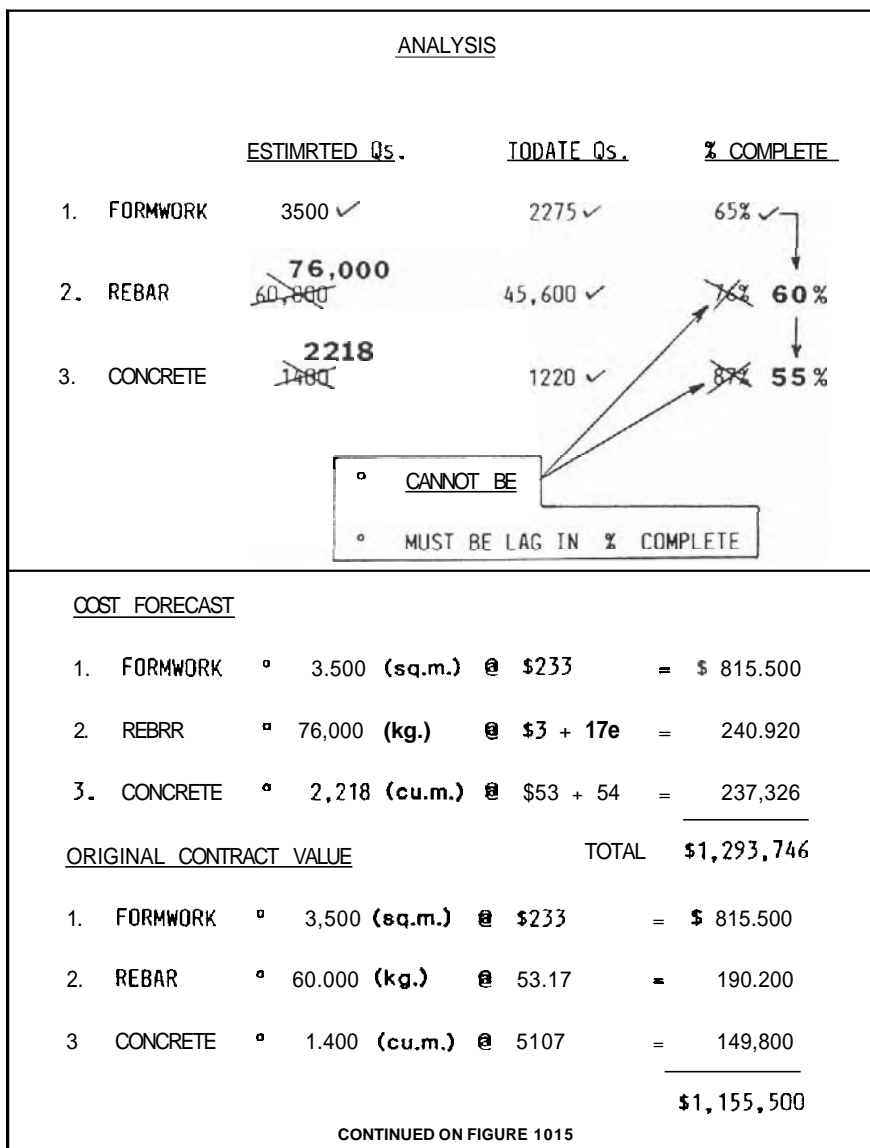 ANALYSIS
ESTIMRTED Qs. TODATE Qs. % COMPLETE
1. FORMWORK 3500 ✓ 2275 ✓ 65% ✓
76,000
2. REBAR 60,000 45,600 ✓ 76% 60%
2218
3. CONCRETE 1400 1220 ✓ 87% 55%
° CANNOT BE
° MUST BE LAG IN % COMPLETE
COST FORECAST
1. FORMWORK ° 3.500 (sq.m.) @ $233 = $ 815.500
2. REBRR ° 76,000 (kg.) @ $3 + 17e = 240.920
3. CONCRETE ° 2,218 (cu.m.) @ $53 + 54 = 237,326
ORIGINAL CONTRACT VALUE TOTAL $1,293,746
1. FORMWORK ° 3,500 (sq.m.) @ $233 = $ 815.500
2. REBAR ° 60.000 (kg.) @ 53.17 = 190.200
3 CONCRETE ° 1.400 (cu.m.) @ 5107 = 149,800
$1,155,500
CONTINUED ON FIGURE 1015